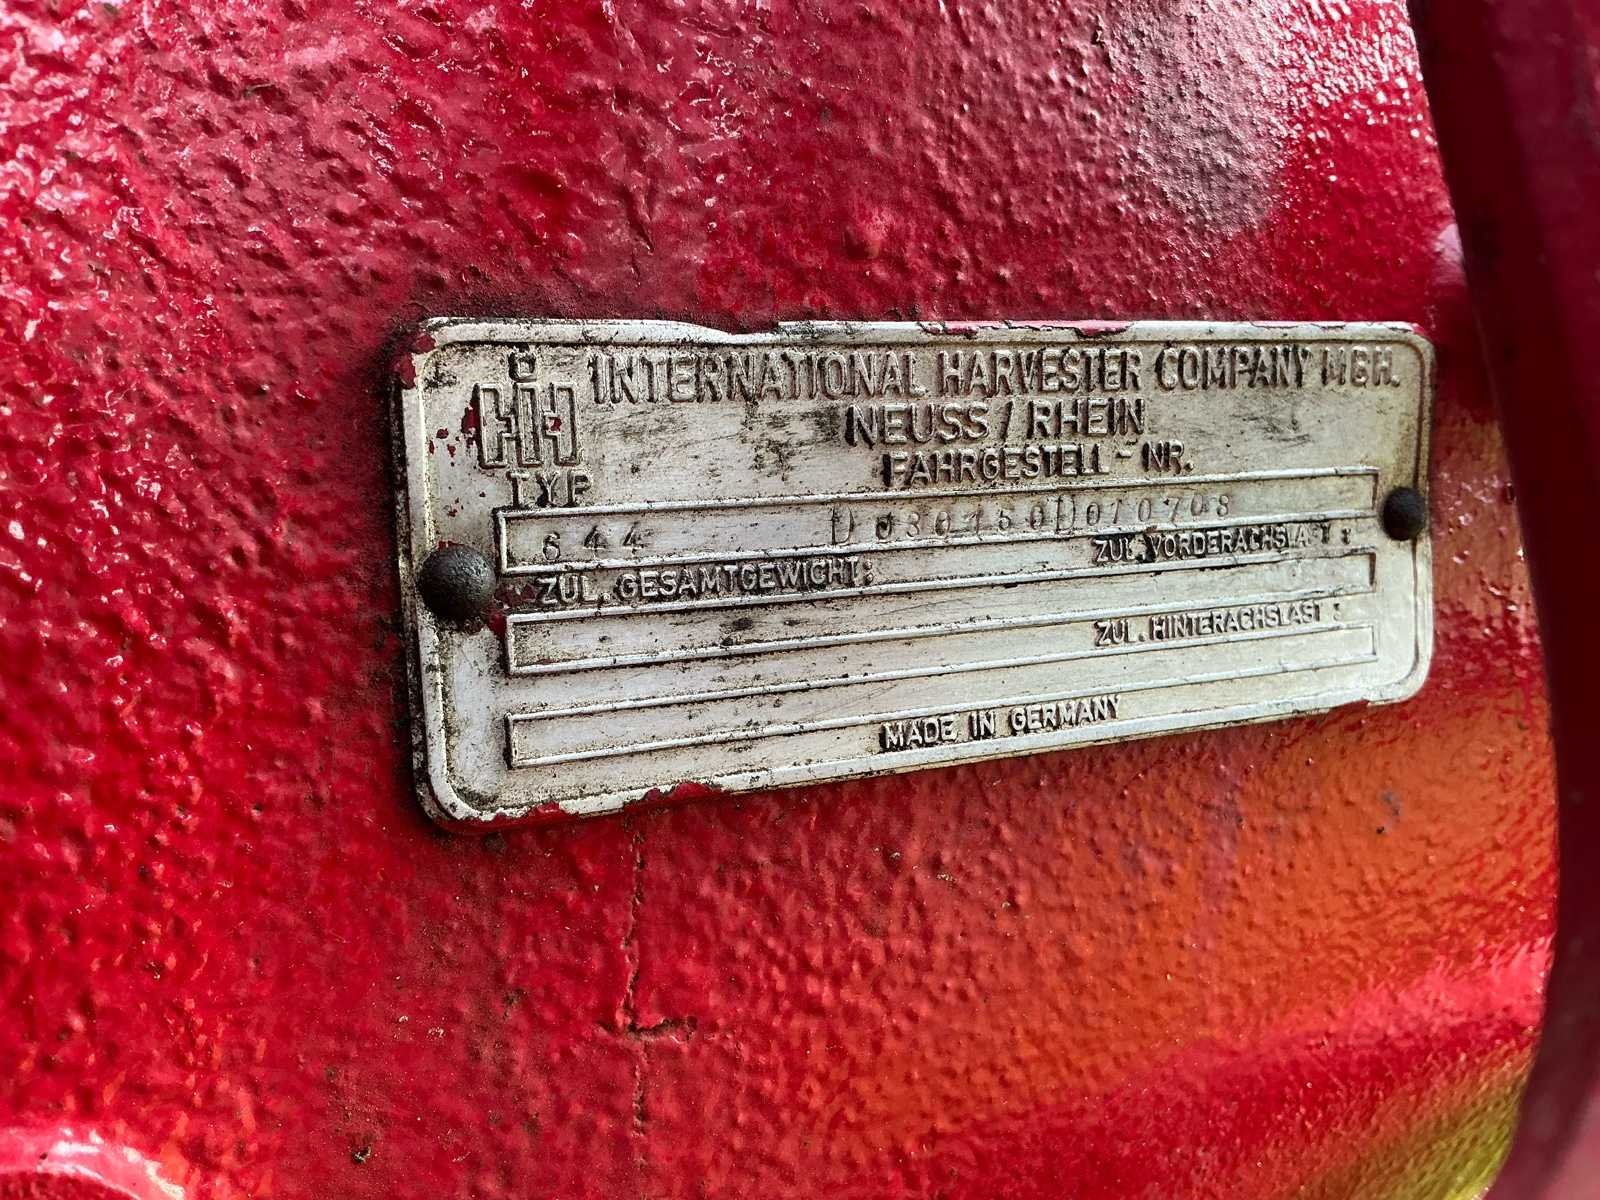 IH INTERNATIONAL HARVESTER COMPANY M.B.H.
NEUSS / RHEIN
FAHRGESTELL - NR.
TYP
644 D030150D010703
ZUL. GESAMTGEWICHT: ZUL. VORDERACHSLAST :
ZUL. HINTERACHSLAST :
MADE IN GERMANY